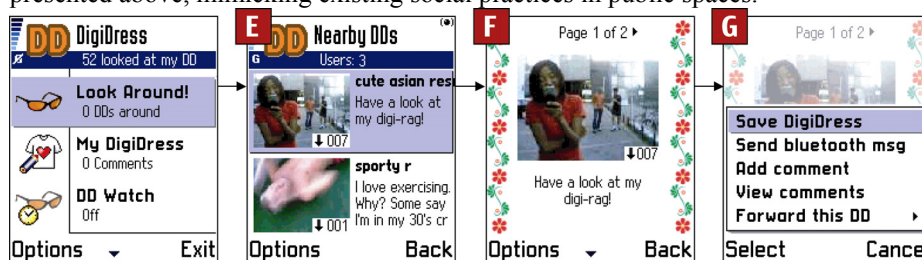 presented above, mimicking existing social practices in public spaces.
DD DigiDress
52 looked at my DD
Look Around!
0 DDs around
My DigiDress
0 Comments
DD Watch
Off
Options Exit
E
DD Nearby DDs
G Users: 3
cute asian res
Have a look at
my digi-rag!
007
sporty r
I love exercising.
Why? Some say
I'm in my 30's cr
001
Options Back
F
Page 1 of 2
007
Have a look at my
digi-rag!
Options Back
G
Page 1 of 2
Save DigiDress
Send bluetooth msg
Add comment
View comments
Forward this DD
Select Cance